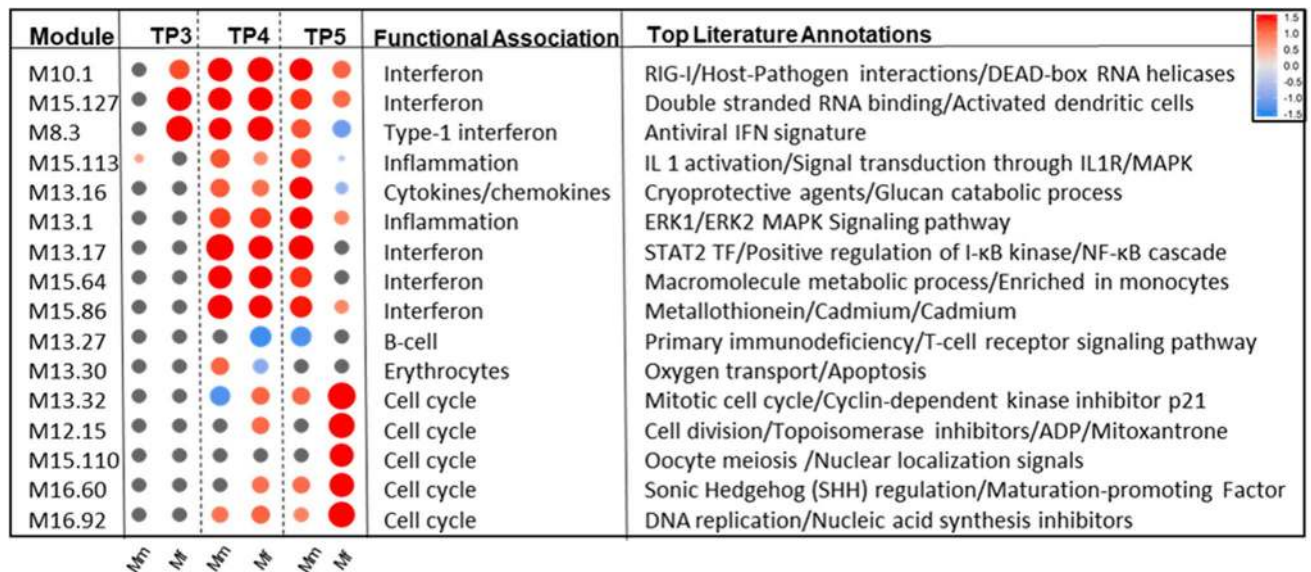 Module TP3 TP4 TP5 Functional Association Top Literature Annotations
M10.1 Interferon RIG-I/Host-Pathogen interactions/DEAD-box RNA helicases
M15.127 Interferon Double stranded RNA binding/Activated dendritic cells
M8.3 Type-1 interferon Antiviral IFN signature
M15.113 Inflammation IL 1 activation/Signal transduction through IL1R/MAPK
M13.16 Cytokines/chemokines Cryoprotective agents/Glucan catabolic process
M13.1 Inflammation ERK1/ERK2 MAPK Signaling pathway
M13.17 Interferon STAT2 TF/Positive regulation of I-κB kinase/NF-κB cascade
M15.64 Interferon Macromolecule metabolic process/Enriched in monocytes
M15.86 Interferon Metallothionein/Cadmium/Cadmium
M13.27 B-cell Primary immunodeficiency/T-cell receptor signaling pathway
M13.30 Erythrocytes Oxygen transport/Apoptosis
M13.32 Cell cycle Mitotic cell cycle/Cyclin-dependent kinase inhibitor p21
M12.15 Cell cycle Cell division/Topoisomerase inhibitors/ADP/Mitoxantrone
M15.110 Cell cycle Oocyte meiosis /Nuclear localization signals
M16.60 Cell cycle Sonic Hedgehog (SHH) regulation/Maturation-promoting Factor
M16.92 Cell cycle DNA replication/Nucleic acid synthesis inhibitors
Mm Mf Mm Mf Mm Mf
1.5
1.0
0.5
0.0
-0.5
-1.0
-1.5